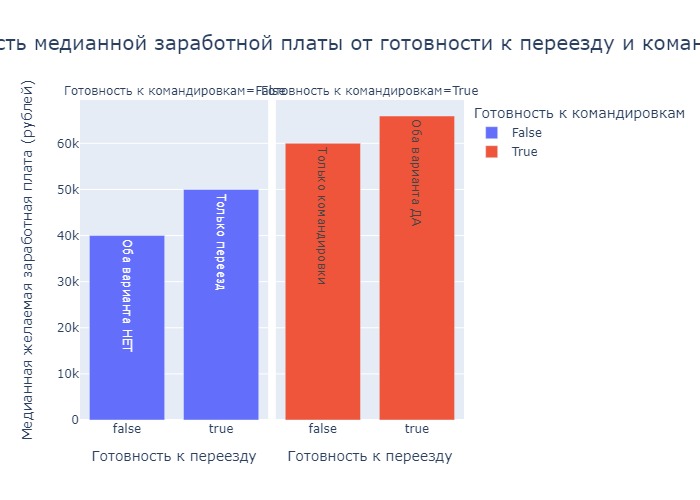 сть медианной заработной платы от готовности к переезду и коман
Готовность к командировкам=False
Готовность к командировкам=True
Готовность к командировкам
False
True
Медианная желаемая заработная плата (рублей)
60k
50k
40k
30k
20k
10k
0
Оба варианта НЕТ
Только переезд
Только командировки
Оба варианта ДА
false
true
false
true
Готовность к переезду
Готовность к переезду